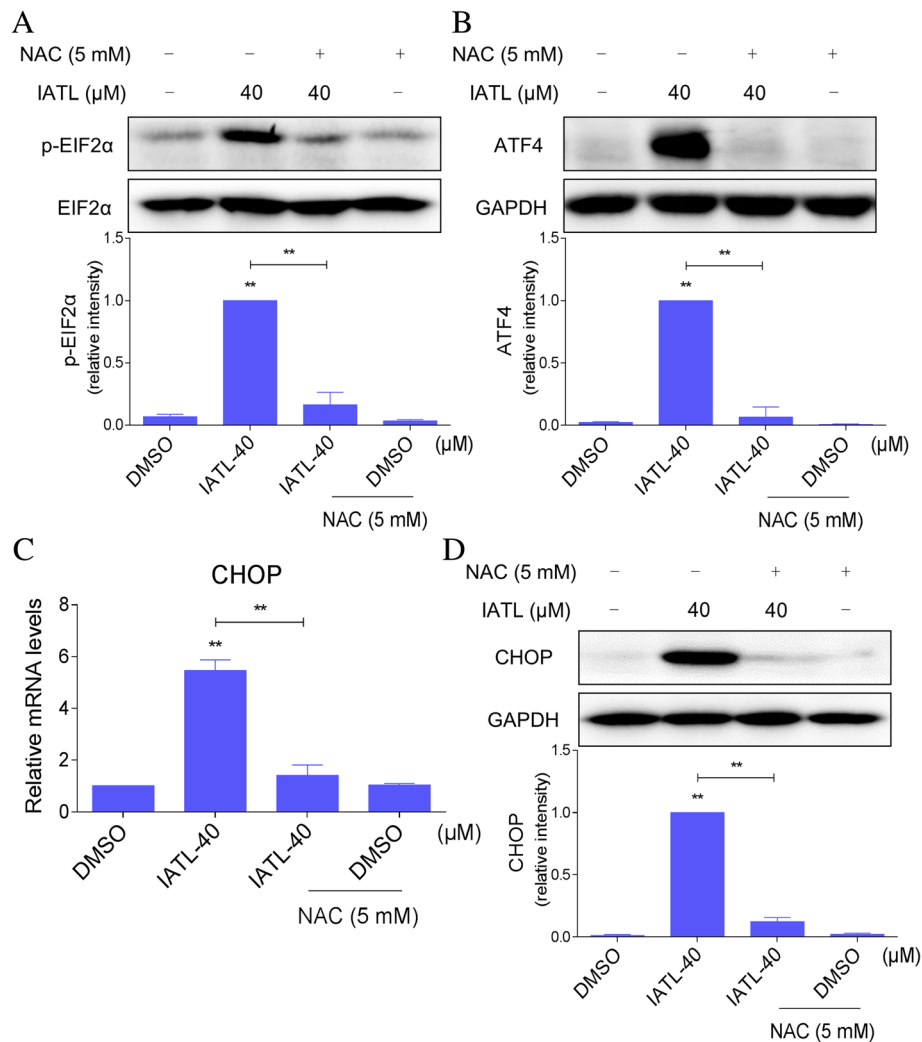 A
NAC (5 mM) − − + +
IATL (μM) − 40 40 −
p-EIF2α
EIF2α
p-EIF2α
(relative intensity)
1.5
1.0
0.5
0.0
**
**
DMSO
IATL-40
IATL-40
DMSO
(μM)
NAC (5 mM)
B
NAC (5 mM) − − + +
IATL (μM) − 40 40 −
ATF4
GAPDH
ATF4
(relative intensity)
1.5
1.0
0.5
0.0
**
**
DMSO
IATL-40
IATL-40
DMSO
(μM)
NAC (5 mM)
C
CHOP
Relative mRNA levels
8
6
4
2
0
**
**
DMSO
IATL-40
IATL-40
DMSO
(μM)
NAC (5 mM)
D
NAC (5 mM) − − + +
IATL (μM) − 40 40 −
CHOP
GAPDH
CHOP
(relative intensity)
1.5
1.0
0.5
0.0
**
**
DMSO
IATL-40
IATL-40
DMSO
(μM)
NAC (5 mM)